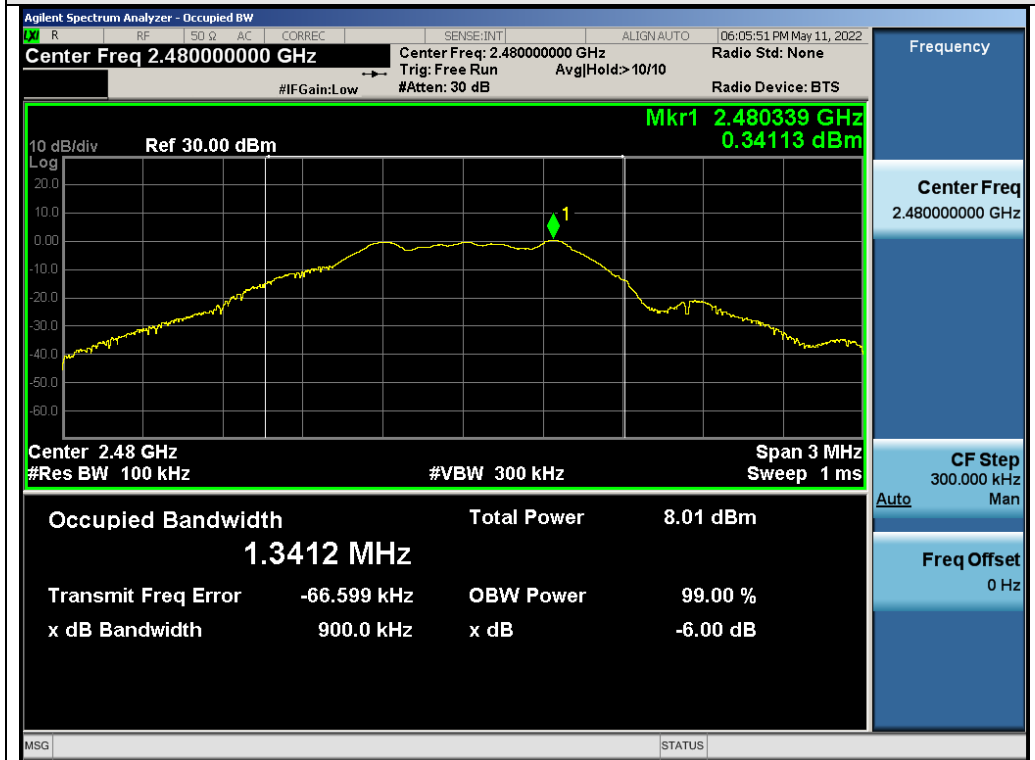 Agilent Spectrum Analyzer - Occupied BW
LXI R RF 50 Ω AC CORREC SENSE:INT ALIGN AUTO 06:05:51 PM May 11, 2022
Center Freq 2.480000000 GHz
Center Freq: 2.480000000 GHz Radio Std: None
Trig: Free Run Avg|Hold:> 10/10
#IFGain:Low #Atten: 30 dB Radio Device: BTS
Frequency
Mkr1 2.480339 GHz
0.34113 dBm
10 dB/div Ref 30.00 dBm
Log
20.0
10.0
0.00
-10.0
-20.0
-30.0
-40.0
-50.0
-60.0
1
Center 2.48 GHz Span 3 MHz
#Res BW 100 kHz #VBW 300 kHz Sweep 1 ms
Occupied Bandwidth Total Power 8.01 dBm
1.3412 MHz
Transmit Freq Error -66.599 kHz OBW Power 99.00 %
x dB Bandwidth 900.0 kHz x dB -6.00 dB
Center Freq
2.480000000 GHz
CF Step
300.000 kHz
Auto Man
Freq Offset
0 Hz
MSG STATUS